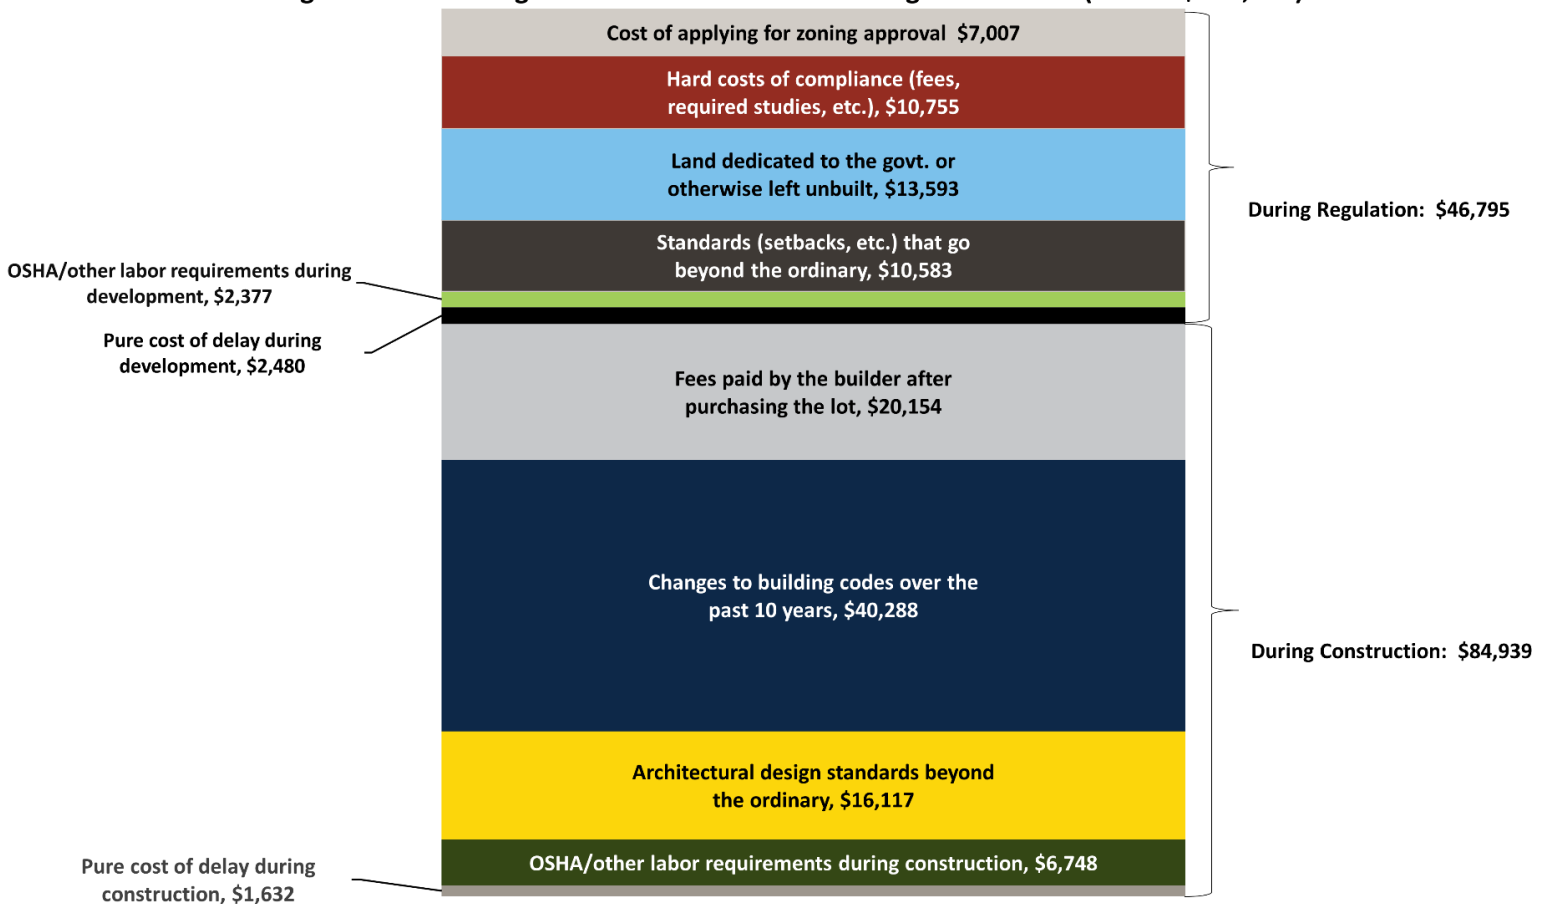 Cost of applying for zoning approval $7,007
Hard costs of compliance (fees,
required studies, etc.), $10,755
Land dedicated to the govt. or
otherwise left unbuilt, $13,593
During Regulation: $46,795
Standards (setbacks, etc.) that go
beyond the ordinary, $10,583
OSHA/other labor requirements during
development, $2,377
Pure cost of delay during
development, $2,480
Fees paid by the builder after
purchasing the lot, $20,154
Changes to building codes over the
past 10 years, $40,288
During Construction: $84,939
Architectural design standards beyond
the ordinary, $16,117
OSHA/other labor requirements during construction, $6,748
Pure cost of delay during
construction, $1,632